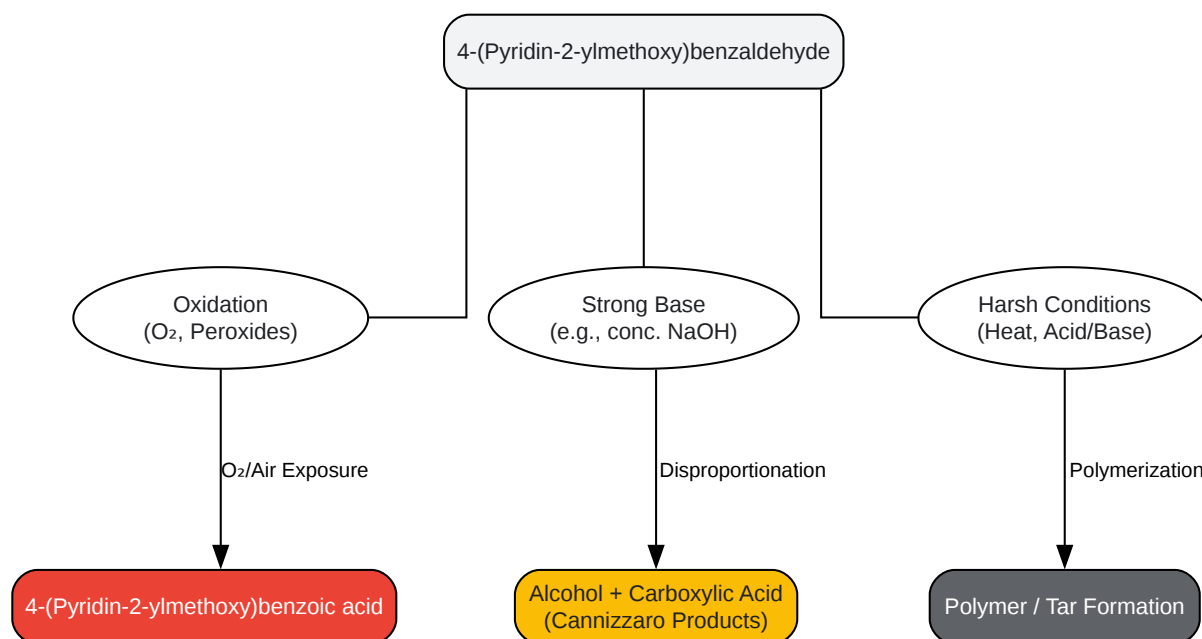 4-(Pyridin-2-ylmethoxy)benzaldehyde
Oxidation
(O₂, Peroxides)
Strong Base
(e.g., conc. NaOH)
Harsh Conditions
(Heat, Acid/Base)
O₂/Air Exposure
Disproportionation
Polymerization
4-(Pyridin-2-ylmethoxy)benzoic acid
Alcohol + Carboxylic Acid
(Cannizzaro Products)
Polymer / Tar Formation